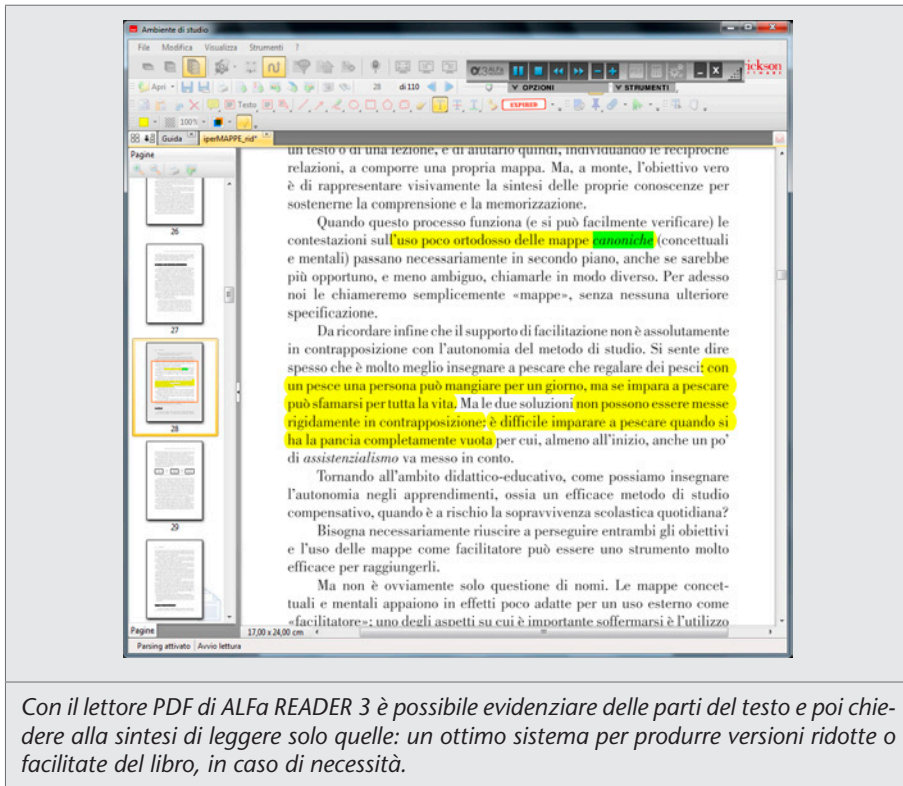 Ambiente di studio
File Modifica Visualizza Strumenti ?
rickson
Apri 28 di 110 OPZIONI STRUMENTI
Testo EXPIRED
100%
Guida iperMAPPE_rid*
Pagine
26
27
28
29
un testo o di una lezione, e di aiutarlo quindi, individuando le reciproche
relazioni, a comporre una propria mappa. Ma, a monte, l'obiettivo vero
è di rappresentare visivamente la sintesi delle proprie conoscenze per
sostenerne la comprensione e la memorizzazione.
Quando questo processo funziona (e si può facilmente verificare) le
contestazioni sull'uso poco ortodosso delle mappe canoniche (concettuali
e mentali) passano necessariamente in secondo piano, anche se sarebbe
più opportuno, e meno ambiguo, chiamarle in modo diverso. Per adesso
noi le chiameremo semplicemente «mappe», senza nessuna ulteriore
specificazione.
Da ricordare infine che il supporto di facilitazione non è assolutamente
in contrapposizione con l'autonomia del metodo di studio. Si sente dire
spesso che è molto meglio insegnare a pescare che regalare dei pesci: con
un pesce una persona può mangiare per un giorno, ma se impara a pescare
può sfamarsi per tutta la vita. Ma le due soluzioni non possono essere messe
rigidamente in contrapposizione: è difficile imparare a pescare quando si
ha la pancia completamente vuota per cui, almeno all'inizio, anche un po'
di assistenzialismo va messo in conto.
Tornando all'ambito didattico-educativo, come possiamo insegnare
l'autonomia negli apprendimenti, ossia un efficace metodo di studio
compensativo, quando è a rischio la sopravvivenza scolastica quotidiana?
Bisogna necessariamente riuscire a perseguire entrambi gli obiettivi
e l'uso delle mappe come facilitatore può essere uno strumento molto
efficace per raggiungerli.
Ma non è ovviamente solo questione di nomi. Le mappe concet-
tuali e mentali appaiono in effetti poco adatte per un uso esterno come
«facilitatore»: uno degli aspetti su cui è importante soffermarsi è l'utilizzo
Pagine 17,00 x 24,00 cm
Parsing attivato Avvio lettura
Con il lettore PDF di ALFa READER 3 è possibile evidenziare delle parti del testo e poi chie-
dere alla sintesi di leggere solo quelle: un ottimo sistema per produrre versioni ridotte o
facilitate del libro, in caso di necessità.